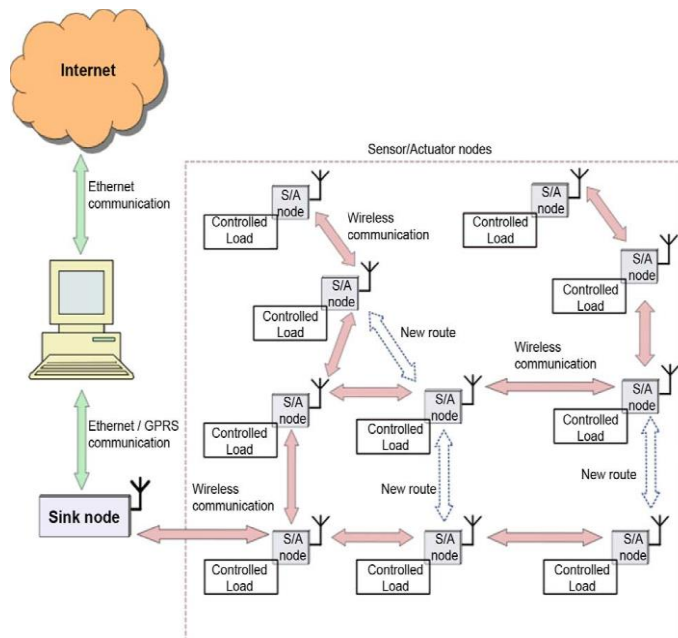 Internet
Sensor/Actuator nodes
Ethernet
communication
S/A
node
Controlled
Load
Wireless
communication
S/A
node
Controlled
Load
S/A
node
Controlled
Load
S/A
node
Controlled
Load
New route
Wireless
communication
S/A
node
Controlled
Load
S/A
node
Controlled
Load
S/A
node
Controlled
Load
Ethernet / GPRS
communication
Wireless
communication
New route
New route
Sink node
S/A
node
Controlled
Load
S/A
node
Controlled
Load
S/A
node
Controlled
Load